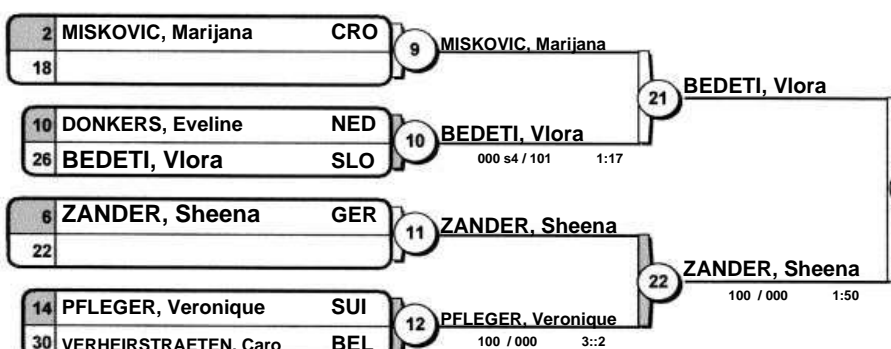 2 MISKOVIC, Marijana CRO
18
9
MISKOVIC, Marijana
21
BEDETI, Vlora
10 DONKERS, Eveline NED
26 BEDETI, Vlora SLO
10
BEDETI, Vlora
000 s4 / 101 1:17
6 ZANDER, Sheena GER
22
11
ZANDER, Sheena
22
ZANDER, Sheena
100 / 000 1:50
14 PFLEGER, Veronique SUI
30 VERHEIRSTRAETEN, Caro BEL
12
PFLEGER, Veronique
100 / 000 3::2